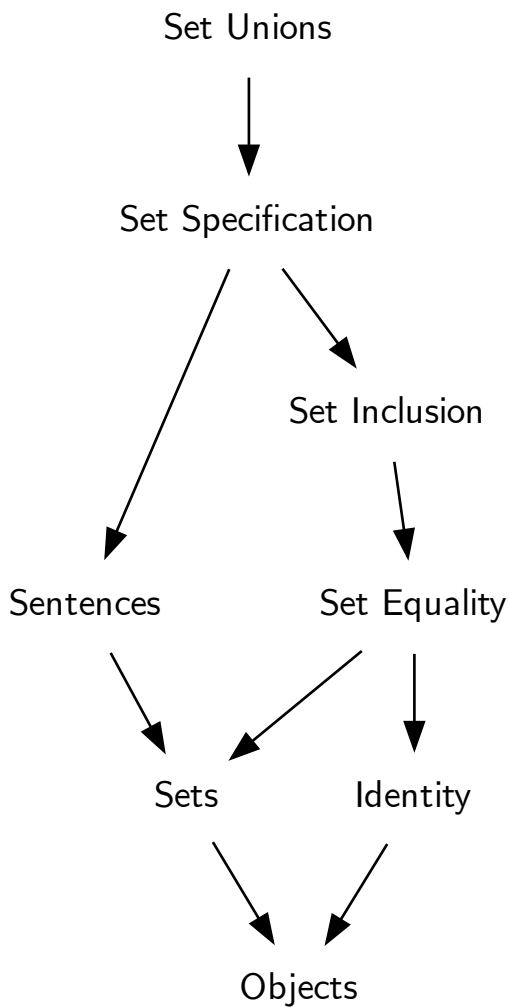 Set Unions
Set Specification
Set Inclusion
Sentences
Set Equality
Sets
Identity
Objects